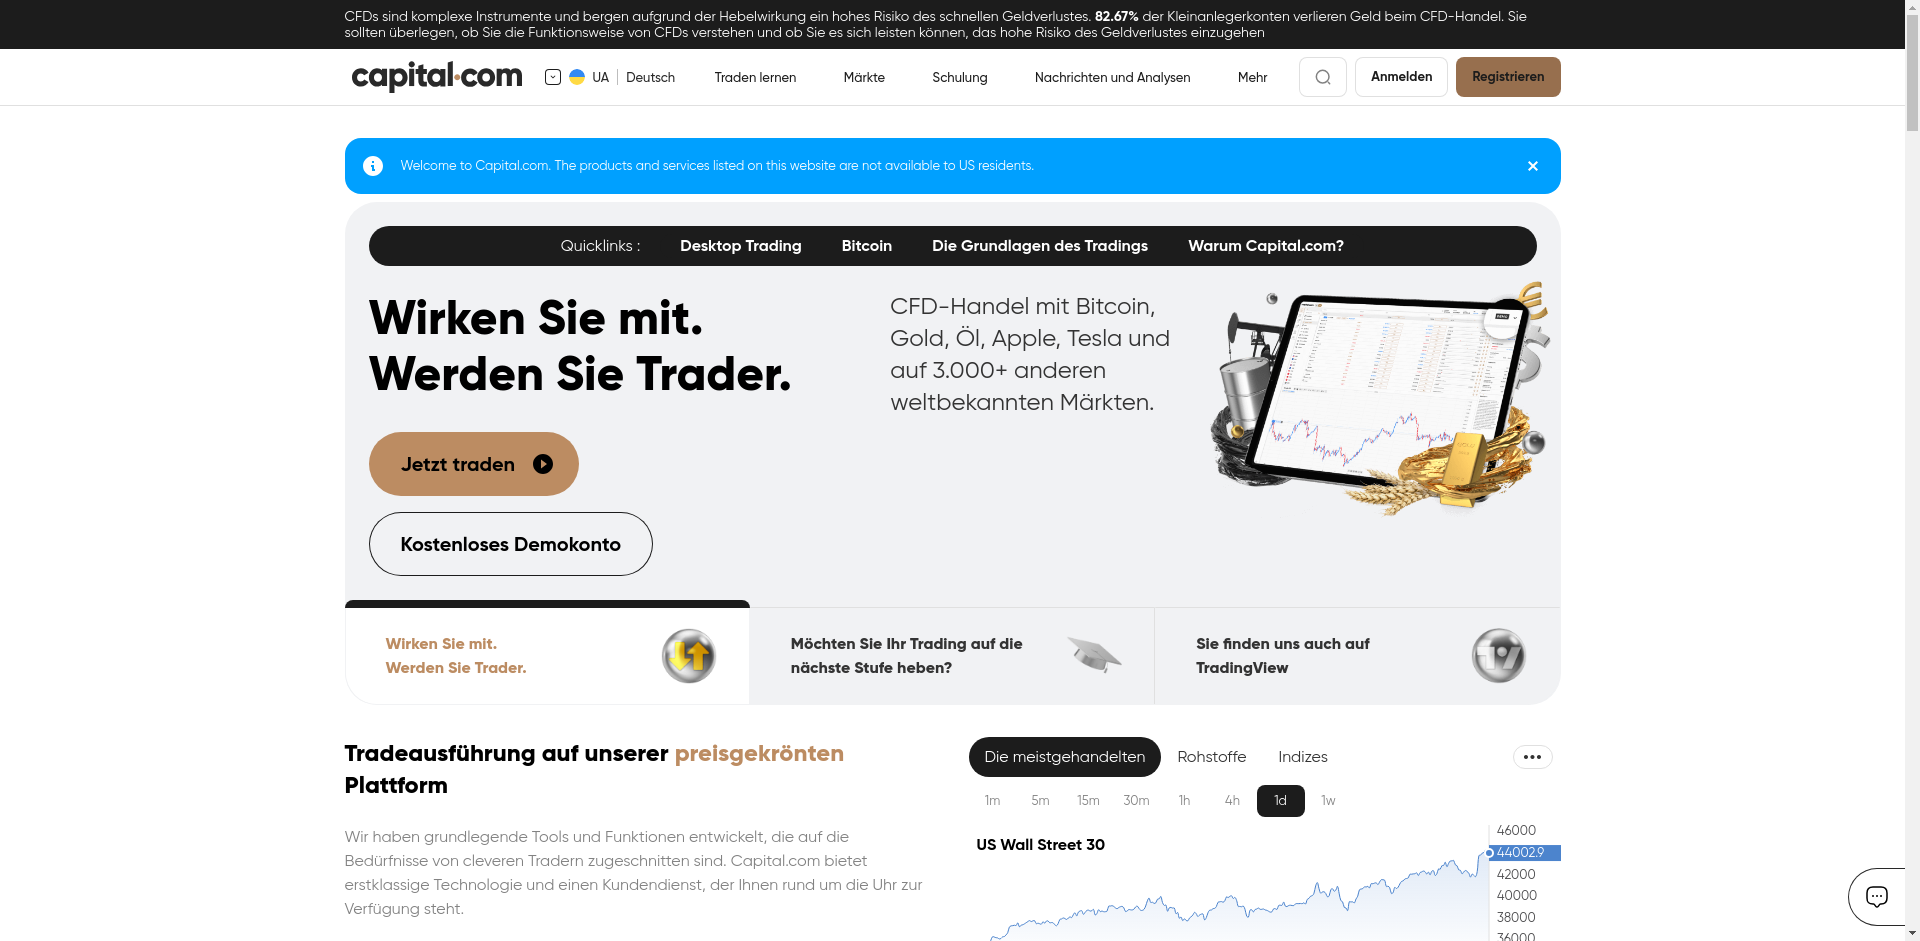 CFDs sind komplexe Instrumente und bergen aufgrund der Hebelwirkung ein hohes Risiko des schnellen Geldverlustes. 82.67% der Kleinanlegerkonten verlieren Geld beim CFD-Handel. Sie
sollten überlegen, ob Sie die Funktionsweise von CFDs verstehen und ob Sie es sich leisten können, das hohe Risiko des Geldverlustes einzugehen
capital.com
UA
Deutsch
Traden lernen
Märkte
Schulung
Nachrichten und Analysen
Mehr
Anmelden
Registrieren
Welcome to Capital.com. The products and services listed on this website are not available to US residents.
Quicklinks :
Desktop Trading
Bitcoin
Die Grundlagen des Tradings
Warum Capital.com?
Wirken Sie mit.
Werden Sie Trader.
CFD-Handel mit Bitcoin,
Gold, Öl, Apple, Tesla und
auf 3.000+ anderen
weltbekannten Märkten.
Jetzt traden
Kostenloses Demokonto
Wirken Sie mit.
Werden Sie Trader.
Möchten Sie Ihr Trading auf die
nächste Stufe heben?
Sie finden uns auch auf
TradingView
Tradeausführung auf unserer preisgekrönten
Plattform
Wir haben grundlegende Tools und Funktionen entwickelt, die auf die
Bedürfnisse von cleveren Tradern zugeschnitten sind. Capital.com bietet
erstklassige Technologie und einen Kundendienst, der Ihnen rund um die Uhr zur
Verfügung steht.
Die meistgehandelten
Rohstoffe
Indizes
1m
5m
15m
30m
1h
4h
1d
1w
US Wall Street 30
46000
44002.9
42000
40000
38000
36000